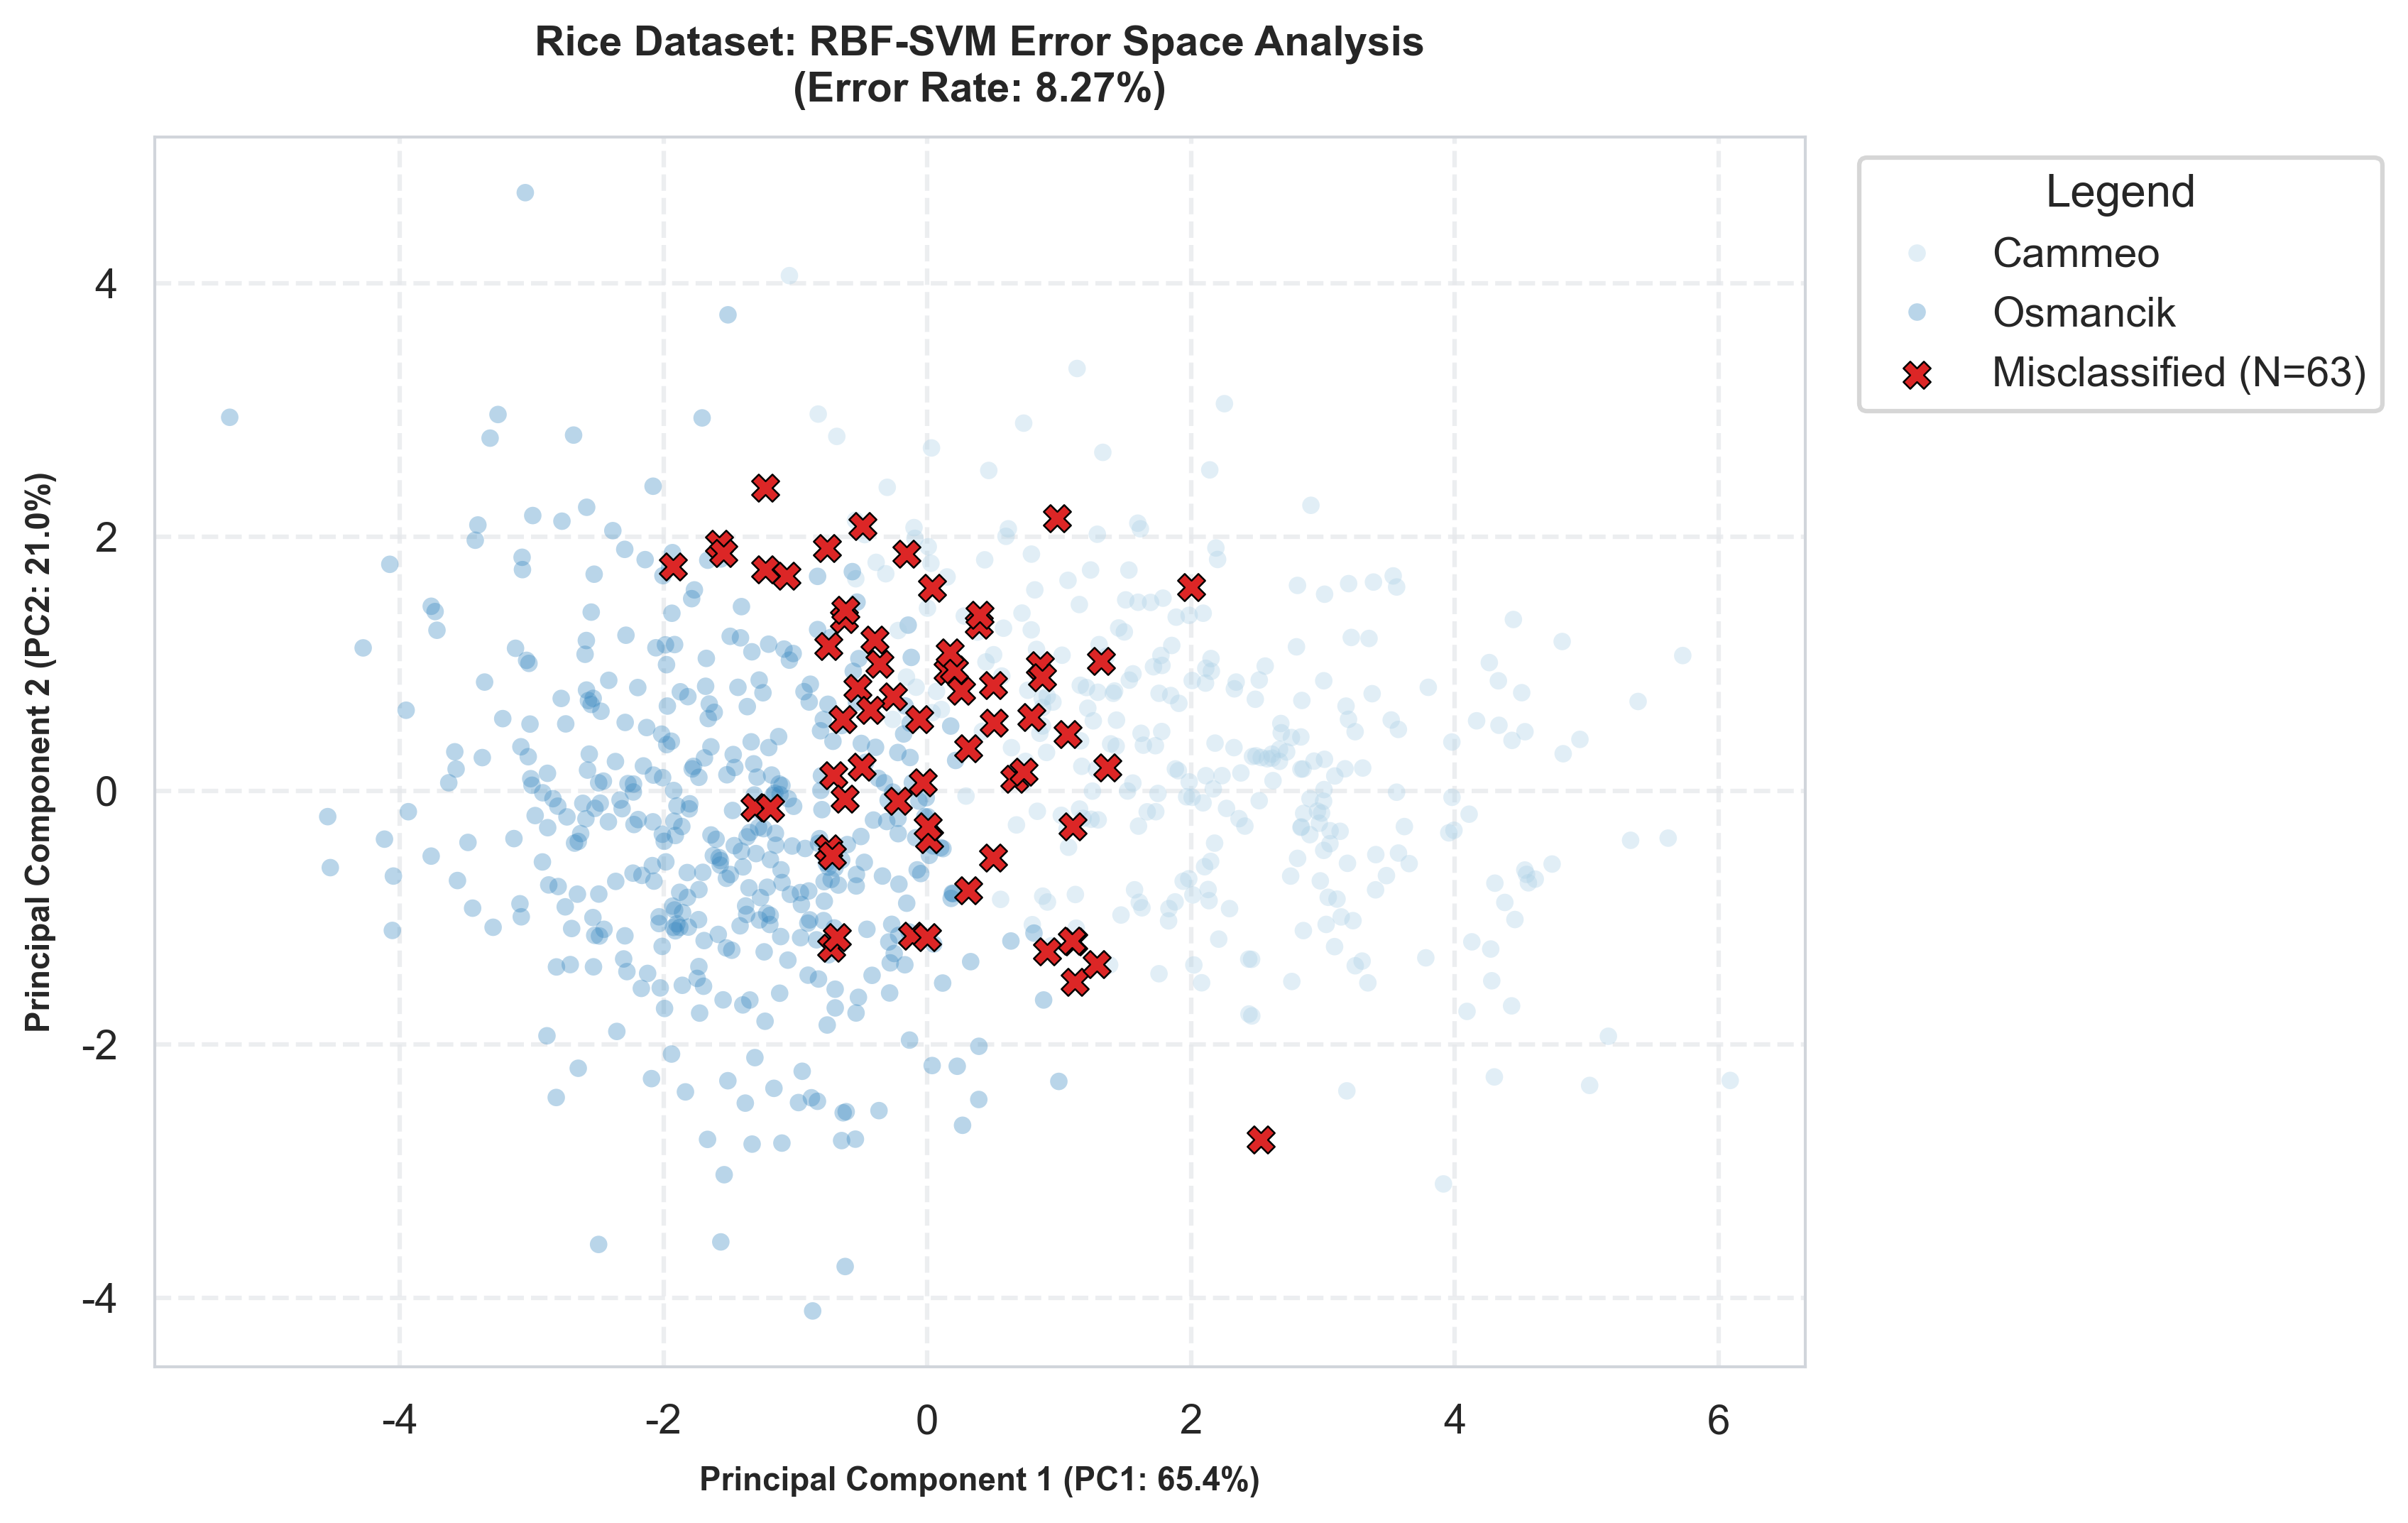 Rice Dataset: RBF-SVM Error Space Analysis
(Error Rate: 8.27%)
Legend
Cammeo
Osmancik
Misclassified (N=63)
Principal Component 2 (PC2: 21.0%)
4
2
0
-2
-4
-4
-2
0
2
4
6
Principal Component 1 (PC1: 65.4%)